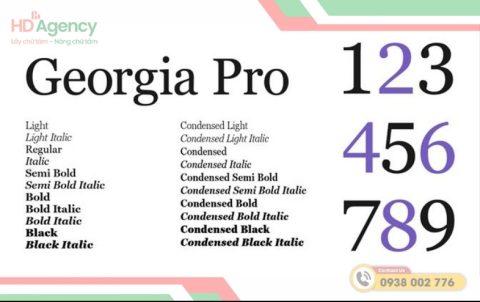 HD Agency
Lấy chữ tâm - Nâng chữ tầm
Georgia Pro
Light
Light Italic
Regular
Italic
Semi Bold
Semi Bold Italic
Bold
Bold Italic
Bold Italic
Black
Black Italic
Condensed Light
Condensed Light Italic
Condensed
Condensed Italic
Condensed Semi Bold
Condensed Semi Bold Italic
Condensed Bold
Condensed Bold Italic
Condensed Black
Condensed Black Italic
123
456
789
Contact Us
0938 002 776